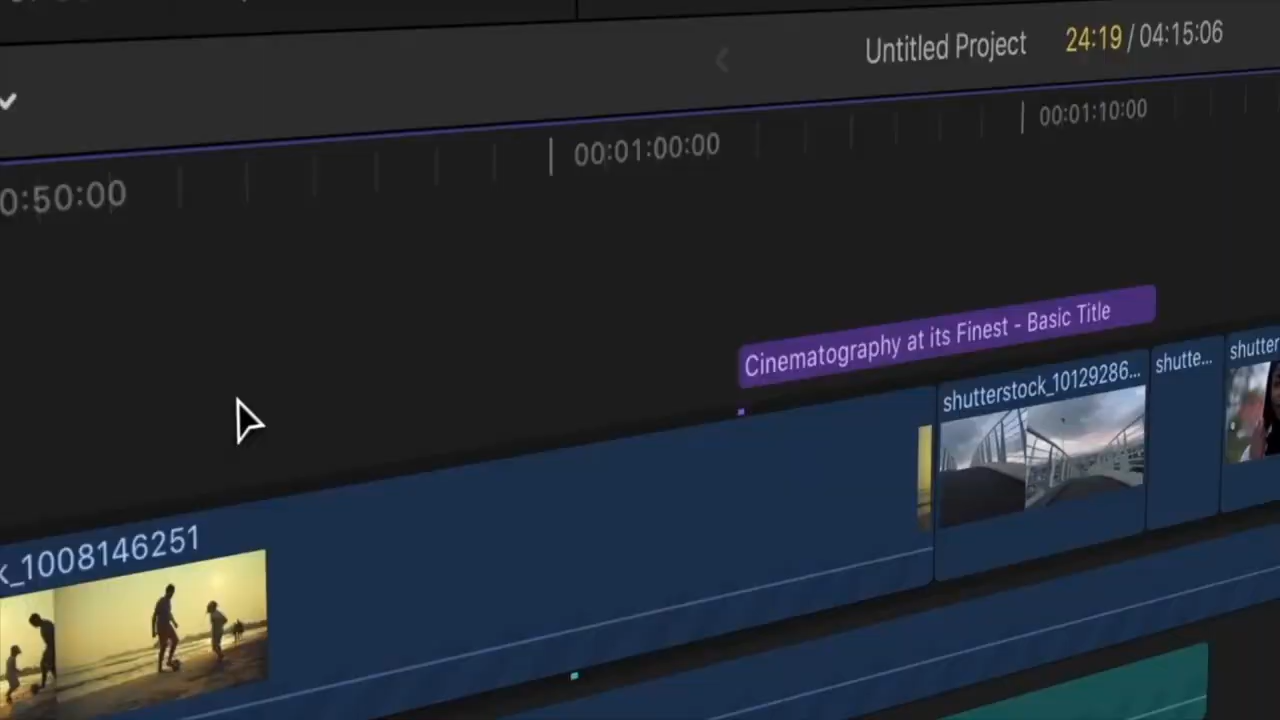 Untitled Project 24:19 / 04:15:06
0:50:00 00:01:00:00 00:01:10:00
Cinematography at its Finest - Basic Title
k_1008146251 shutterstock_10129286... shutte... shutter